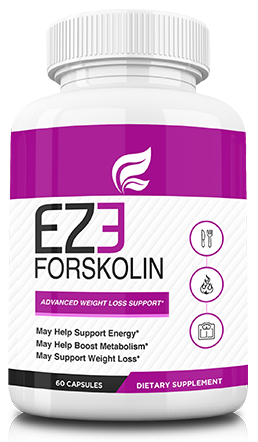 EZ3
FORSKOLIN
ADVANCED WEIGHT LOSS SUPPORT*
May Help Support Energy*
May Help Boost Metabolism*
May Support Weight Loss*
60 CAPSULES
DIETARY SUPPLEMENT